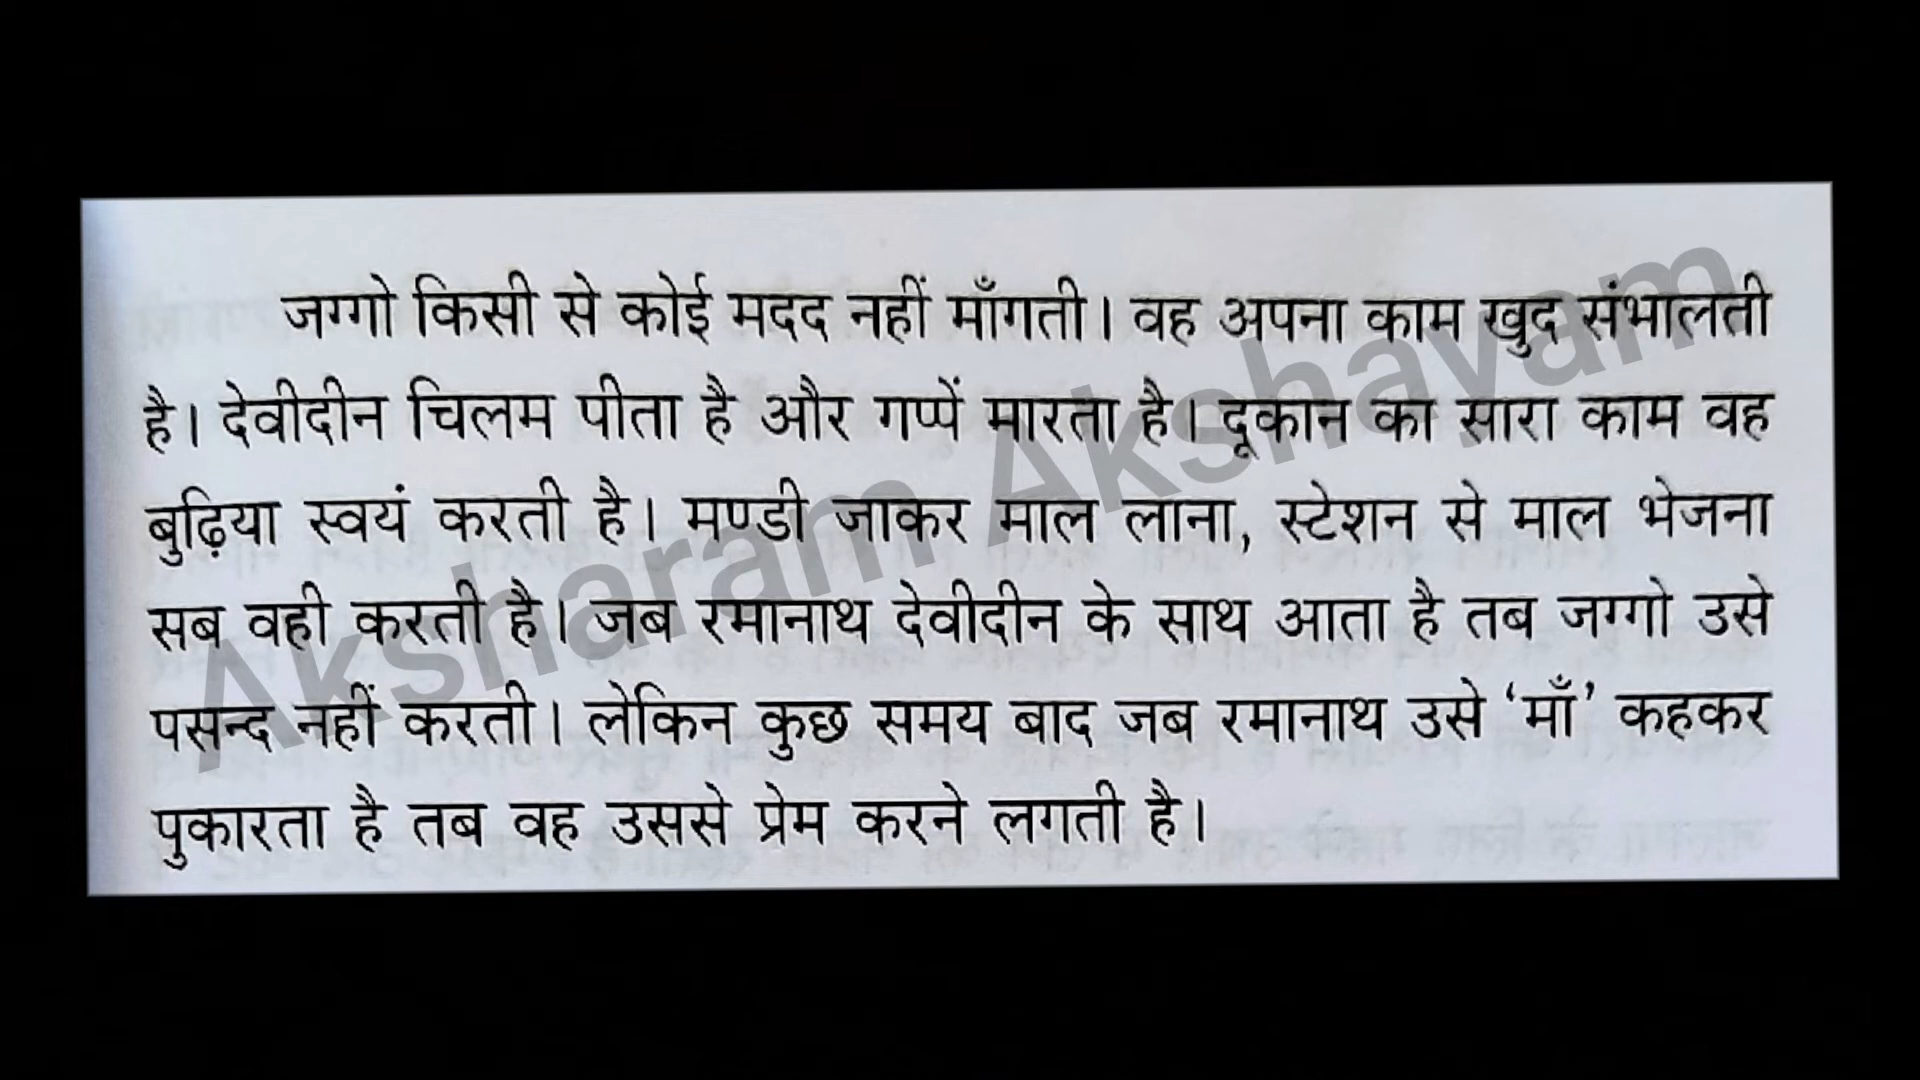 जग्गो किसी से कोई मदद नहीं माँगती। वह अपना काम खुद संभालती
है। देवीदीन चिलम पीता है और गप्पें मारता है। दूकान का सारा काम वह
बुढ़िया स्वयं करती है। मण्डी जाकर माल लाना, स्टेशन से माल भेजना
सब वही करती है। जब रमानाथ देवीदीन के साथ आता है तब जग्गो उसे
पसन्द नहीं करती। लेकिन कुछ समय बाद जब रमानाथ उसे ‘माँ’ कहकर
पुकारता है तब वह उससे प्रेम करने लगती है।
Aksharam Akshayam